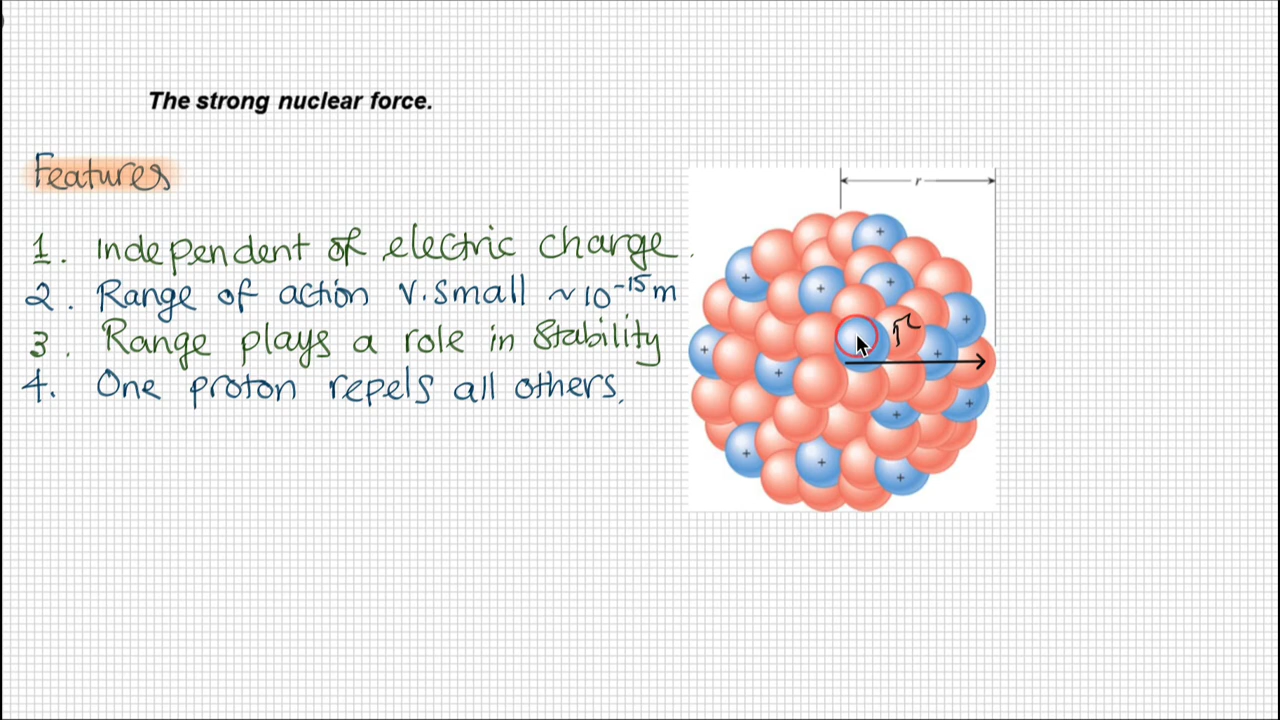 The strong nuclear force.
Features
1. Independent of electric charge.
2. Range of action v. small ~10⁻¹⁵m
3. Range plays a role in stability
4. One proton repels all others.
r
r
+
+
+
+
+
+
+
+
+
+
+
+
+